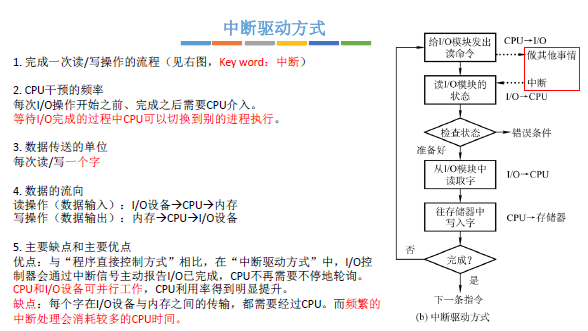 中断驱动方式
1. 完成一次读/写操作的流程（见右图，Key word：中断）
2. CPU干预的频率
每次I/O操作开始之前、完成之后需要CPU介入。
等待I/O完成的过程中CPU可以切换到别的进程执行。
3. 数据传送的单位
每次读/写一个字
4. 数据的流向
读操作（数据输入）：I/O设备→CPU→内存
写操作（数据输出）：内存→CPU→I/O设备
5. 主要缺点和主要优点
优点：与“程序直接控制方式”相比，在“中断驱动方式”中，I/O控
制器会通过中断信号主动报告I/O已完成，CPU不再需要不停地轮询。
CPU和I/O设备可并行工作，CPU利用率得到明显提升。
缺点：每个字在I/O设备与内存之间的传输，都需要经过CPU。而频繁的
中断处理会消耗较多的CPU时间。
给I/O模块发出
读命令
CPU→I/O
做其他事情
读I/O模块的
状态
中断
I/O→CPU
检查状态
错误条件
准备好
从I/O模块中
读取字
I/O→CPU
往存储器中
写入字
CPU→存储器
否
完成？
是
下一条指令
(b) 中断驱动方式